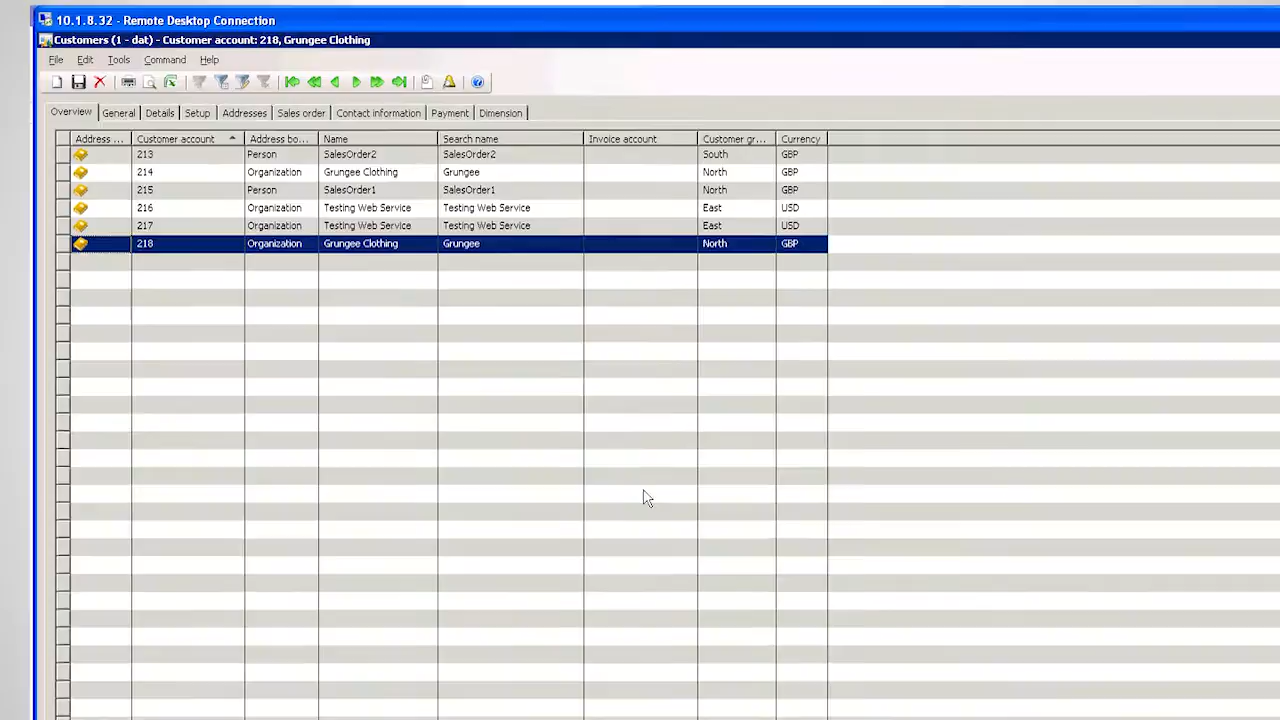 10.1.8.32 - Remote Desktop Connection
Customers (1 - dat) - Customer account: 218, Grungee Clothing
File Edit Tools Command Help
Overview General Details Setup Addresses Sales order Contact information Payment Dimension
Address ... Customer account Address bo... Name Search name Invoice account Customer gr... Currency
213 Person SalesOrder2 SalesOrder2 South GBP
214 Organization Grungee Clothing Grungee North GBP
215 Person SalesOrder1 SalesOrder1 North GBP
216 Organization Testing Web Service Testing Web Service East USD
217 Organization Testing Web Service Testing Web Service East USD
218 Organization Grungee Clothing Grungee North GBP